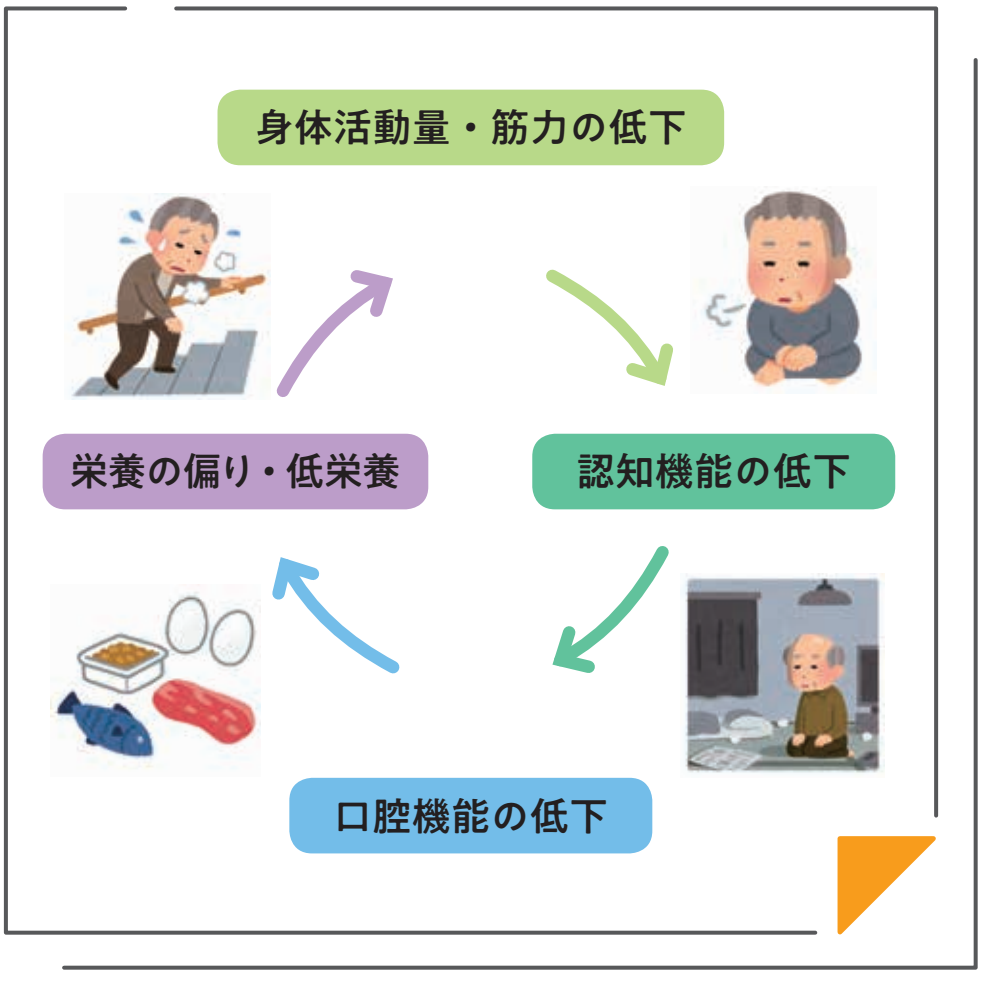 身体活動量・筋力の低下
栄養の偏り・低栄養
認知機能の低下
口腔機能の低下